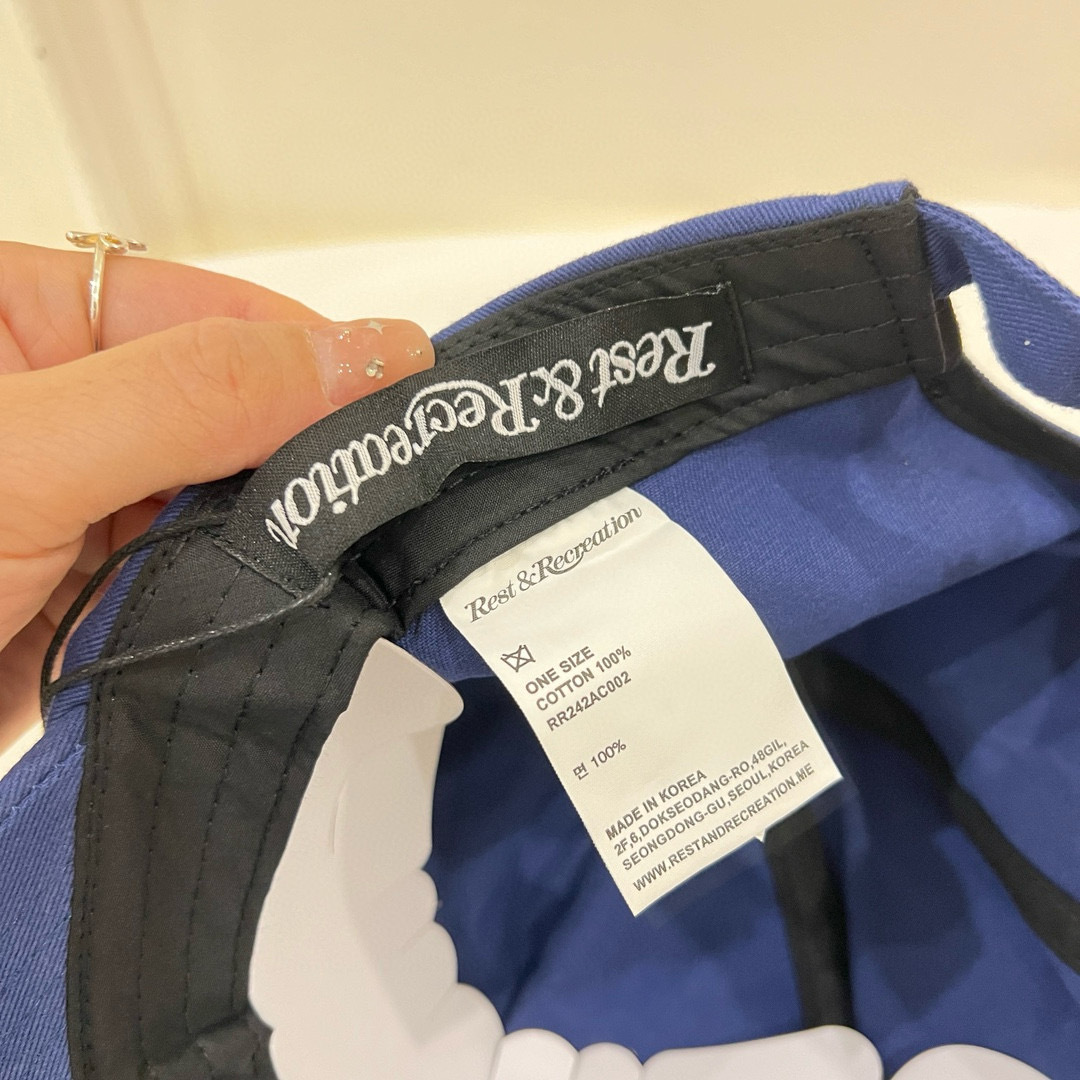 Rest & Recreation
Rest & Recreation
ONE SIZE
COTTON 100%
RR242AC002
면 100%
MADE IN KOREA
2F,6,DOKSEODANG-RO,48GIL,
SEONGDONG-GU,SEOUL,KOREA
WWW.RESTANDRECREATION.ME